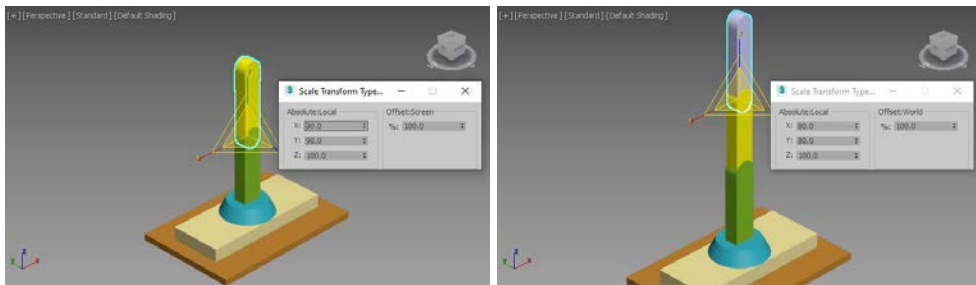 [+] [Perspective] [Standard] [Default Shading]
Scale Transform Type...
Absolute:Local
Offset:Screen
X: 90.0
%: 100.0
Y: 90.0
Z: 100.0
z
y
x
[+] [Perspective] [Standard] [Default Shading]
Scale Transform Type...
Absolute:Local
Offset:World
X: 80.0
%: 100.0
Y: 80.0
Z: 100.0
z
y
x